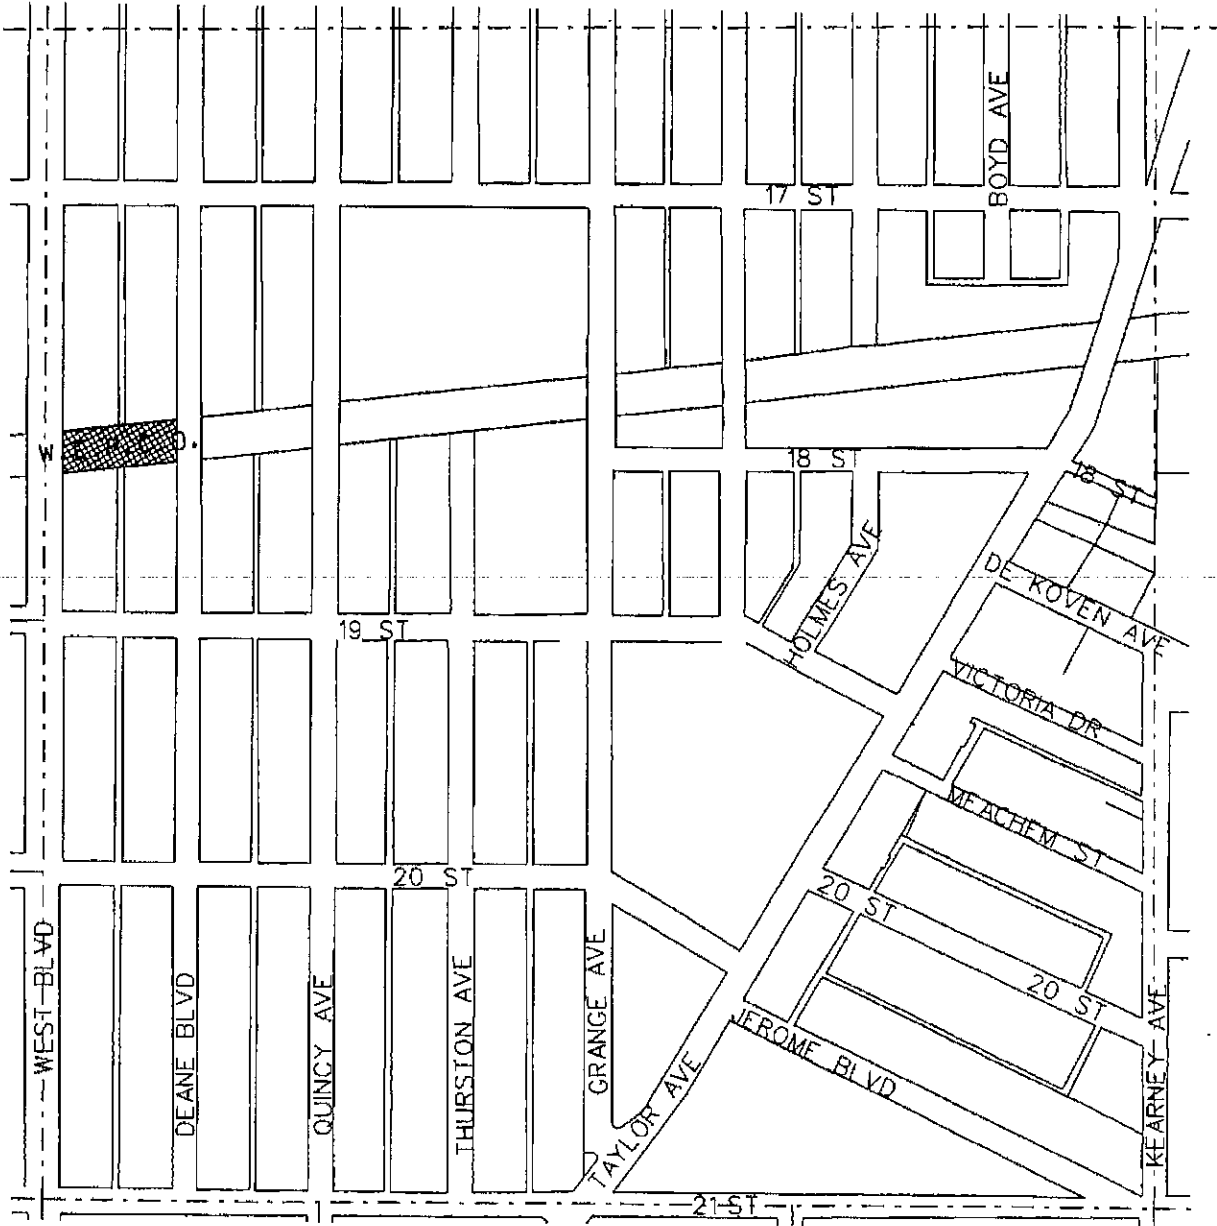 BOYD AVE
17 ST
W.E.P.C.O.
18 ST
18 ST
HOLMES AVE
DE KOVEN AVE
19 ST
VICTORIA DR
MEACHEM ST
20 ST
20 ST
20 ST
WEST BLVD
DEANE BLVD
QUINCY AVE
THURSTON AVE
GRANGE AVE
TAYLOR AVE
JEROME BLVD
KEARNEY AVE
21 ST